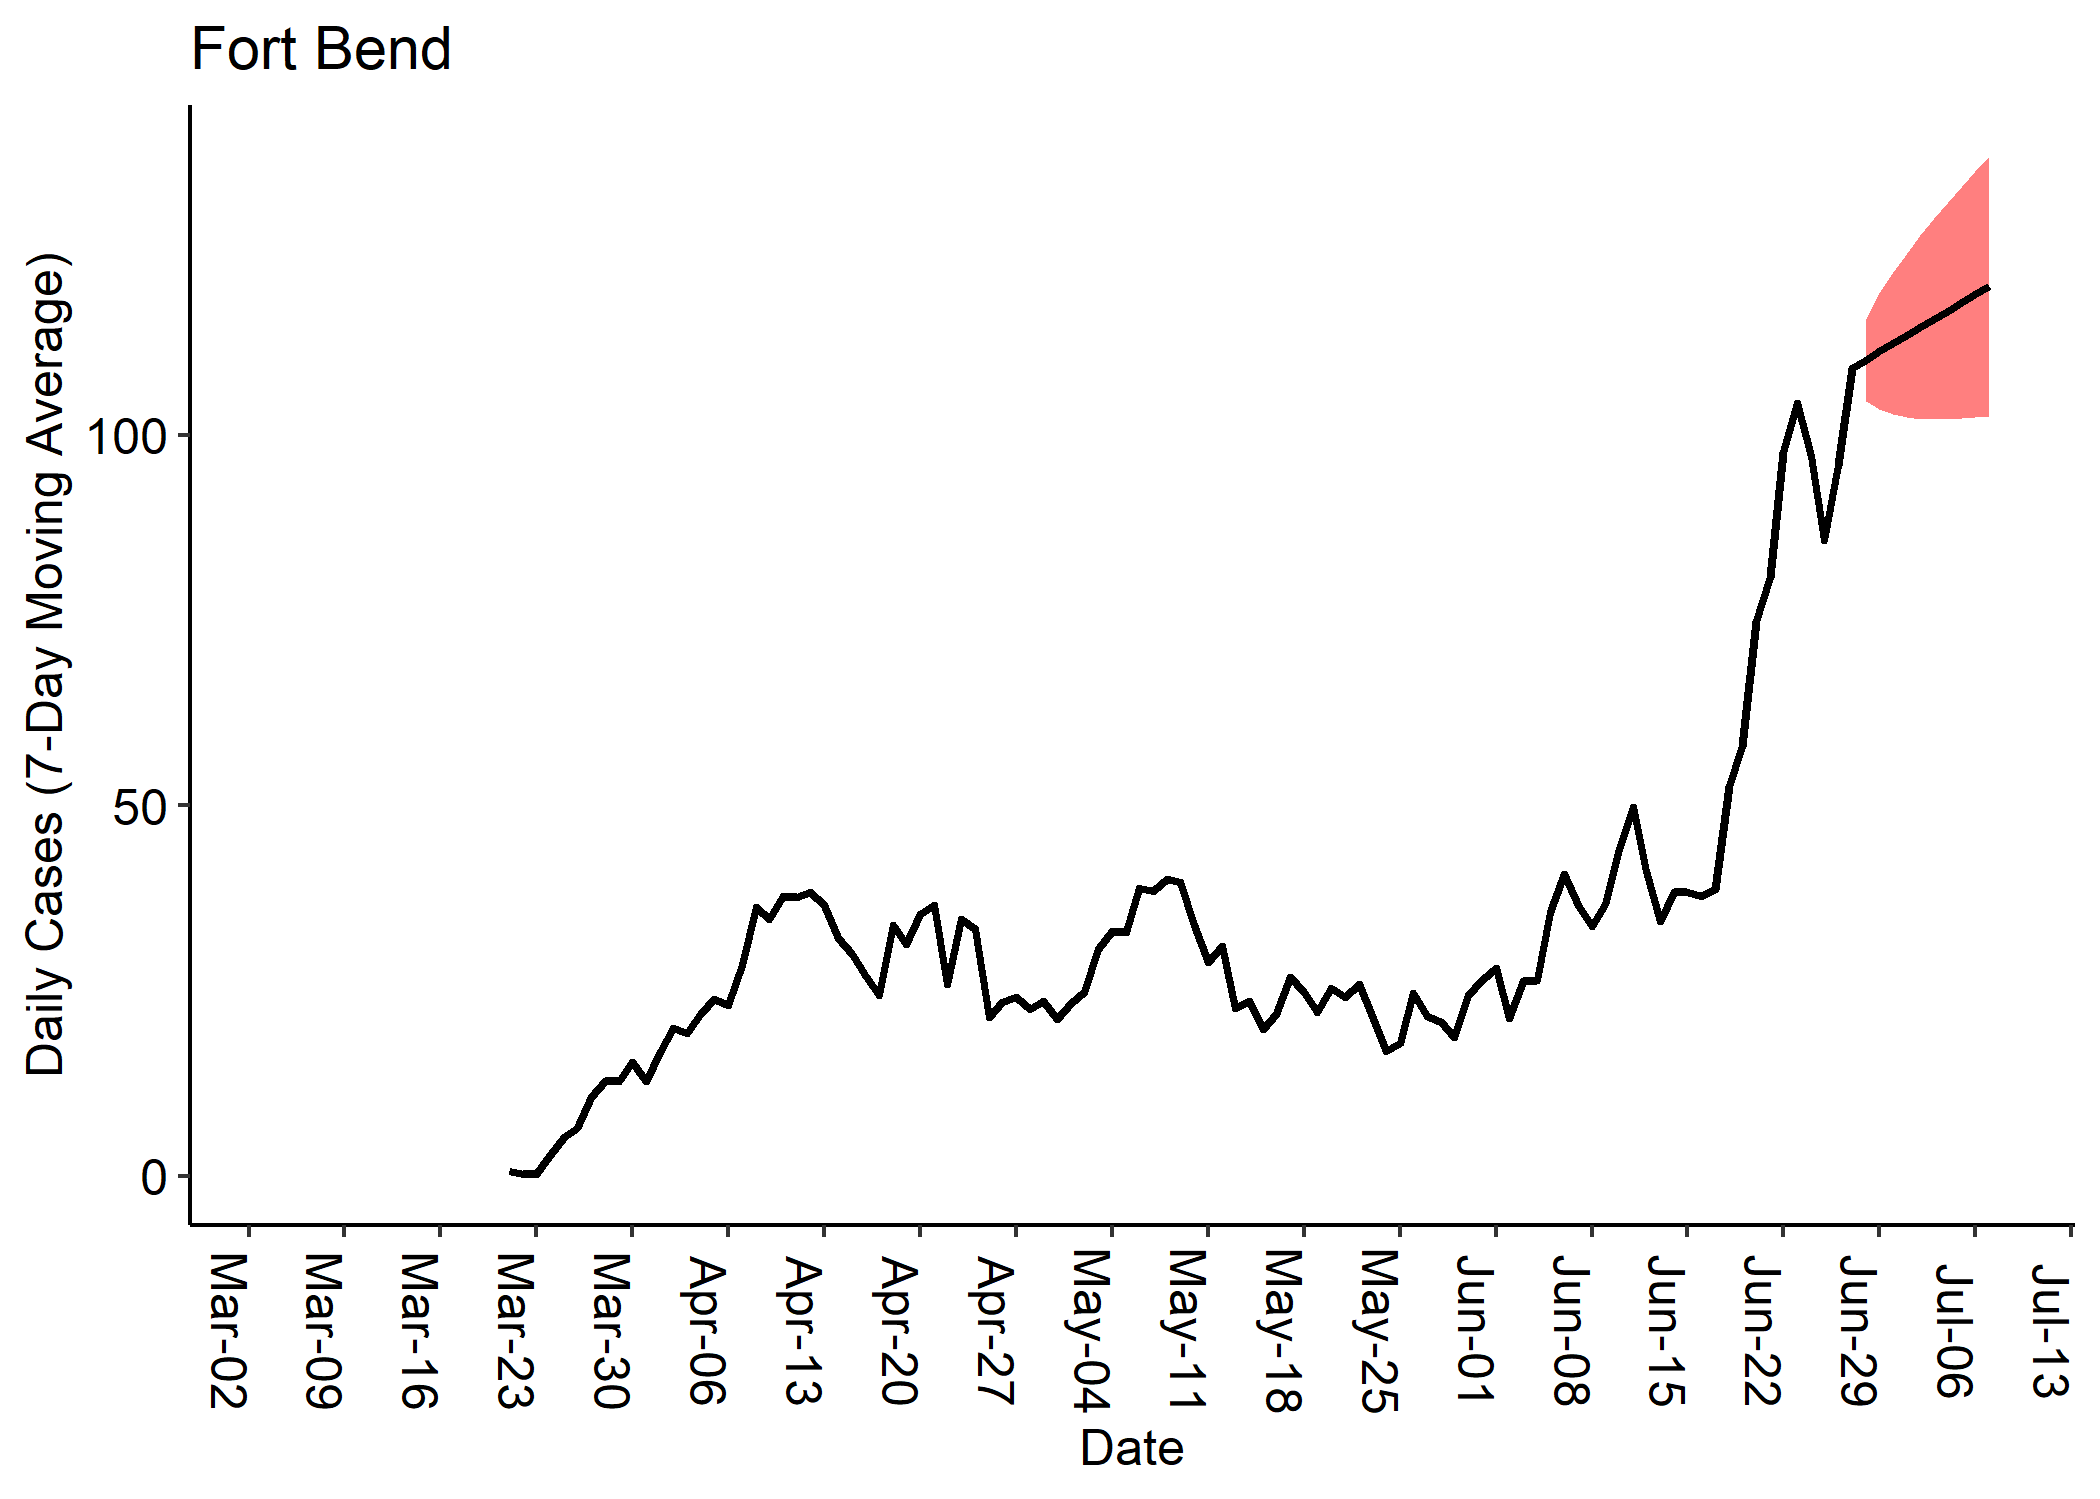 Fort Bend
Daily Cases (7-Day Moving Average)
100
50
0
Mar-02
Mar-09
Mar-16
Mar-23
Mar-30
Apr-06
Apr-13
Apr-20
Apr-27
May-04
May-11
May-18
May-25
Jun-01
Jun-08
Jun-15
Jun-22
Jun-29
Jul-06
Jul-13
Date